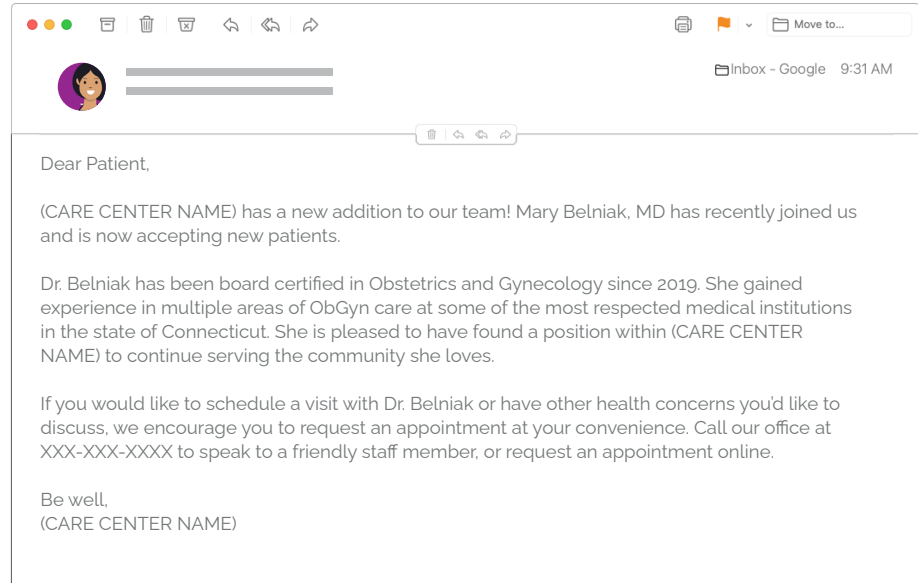 Move to...
Inbox - Google 9:31 AM
Dear Patient,
(CARE CENTER NAME) has a new addition to our team! Mary Belniak, MD has recently joined us
and is now accepting new patients.
Dr. Belniak has been board certified in Obstetrics and Gynecology since 2019. She gained
experience in multiple areas of ObGyn care at some of the most respected medical institutions
in the state of Connecticut. She is pleased to have found a position within (CARE CENTER
NAME) to continue serving the community she loves.
If you would like to schedule a visit with Dr. Belniak or have other health concerns you'd like to
discuss, we encourage you to request an appointment at your convenience. Call our office at
XXX-XXX-XXXX to speak to a friendly staff member, or request an appointment online.
Be well,
(CARE CENTER NAME)